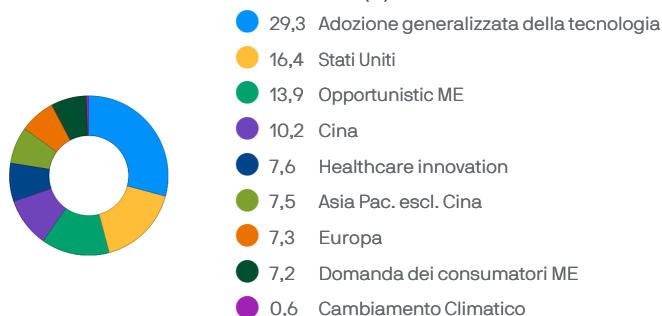 29,3 Adozione generalizzata della tecnologia
16,4 Stati Uniti
13,9 Opportunistic ME
10,2 Cina
7,6 Healthcare innovation
7,5 Asia Pac. escl. Cina
7,3 Europa
7,2 Domanda dei consumatori ME
0,6 Cambiamento Climatico